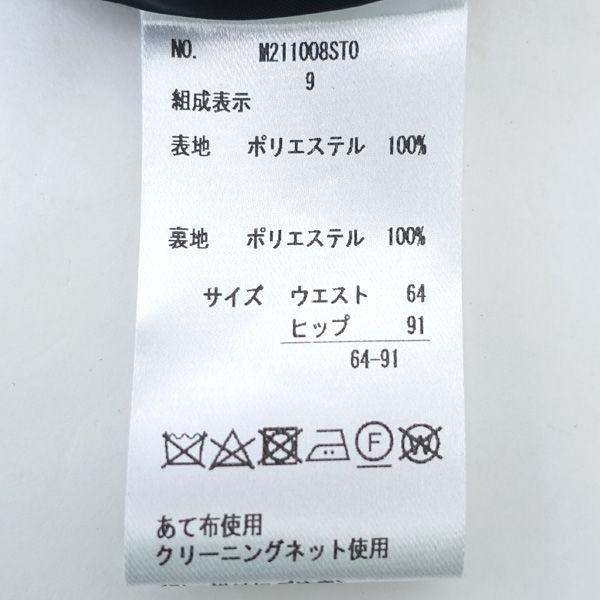 NO. M211008ST0
9
組成表示
表地 ポリエステル 100%
裏地 ポリエステル 100%
サイズ ウエスト 64
ヒップ 91
64-91
F W
あて布使用
クリーニングネット使用